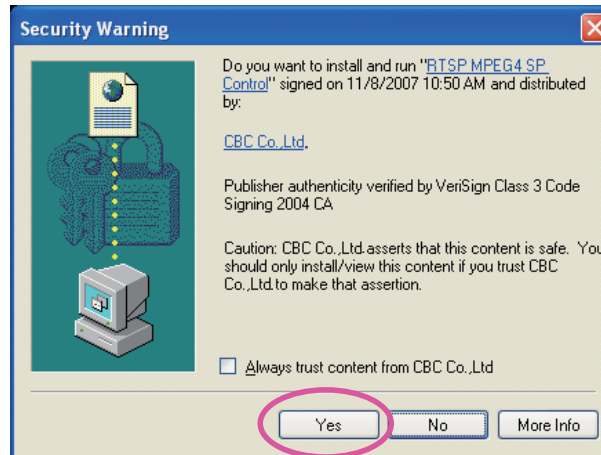 Security Warning
Do you want to install and run "RTSP MPEG4 SP
Control" signed on 11/8/2007 10:50 AM and distributed
by:
CBC Co.,Ltd.
Publisher authenticity verified by VeriSign Class 3 Code
Signing 2004 CA
Caution: CBC Co.,Ltd.asserts that this content is safe. You
should only install/view this content if you trust CBC
Co.,Ltd.to make that assertion.
Always trust content from CBC Co.,Ltd
Yes No More Info